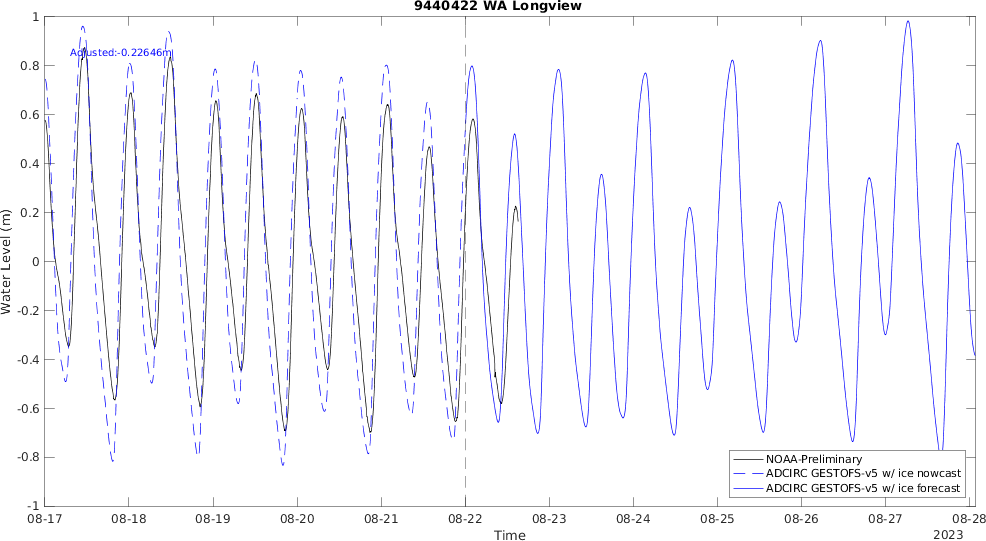 9440422 WA Longview
Adjusted:-0.22646m
Water Level (m)
1
0.8
0.6
0.4
0.2
0
-0.2
-0.4
-0.6
-0.8
-1
NOAA-Preliminary
ADCIRC GESTOFS-v5 w/ ice nowcast
ADCIRC GESTOFS-v5 w/ ice forecast
08-17 08-18 08-19 08-20 08-21 08-22 08-23 08-24 08-25 08-26 08-27 08-28
Time
2023